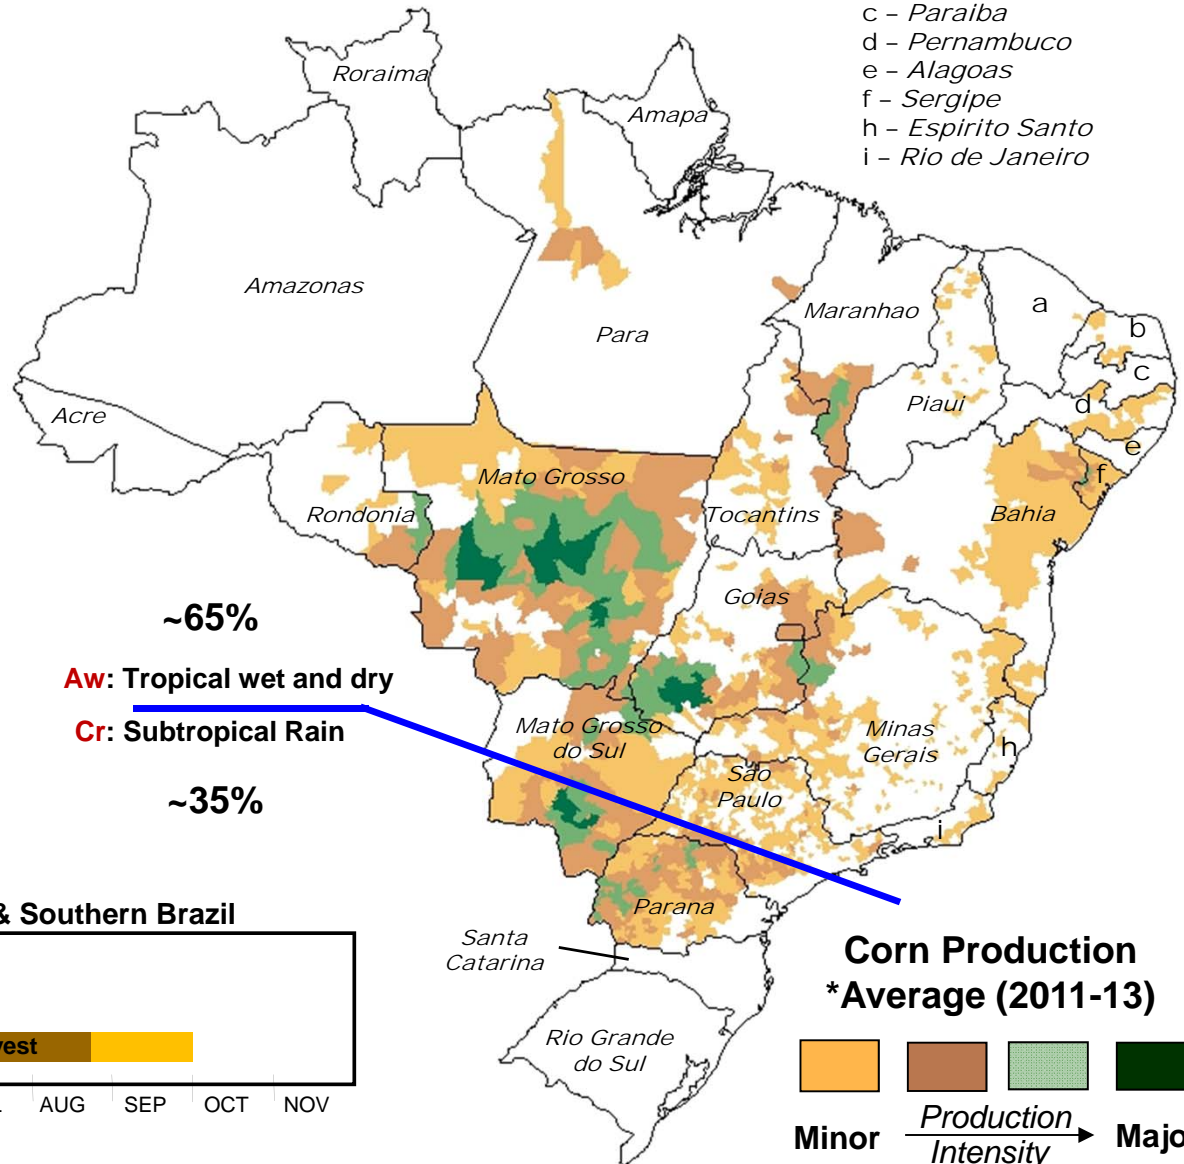 c – Paraiba
d – Pernambuco
e – Alagoas
f – Sergipe
h – Espirito Santo
i – Rio de Janeiro
Roraima
Amapa
Amazonas
Para
Maranhao
a
b
c
Acre
Piaui
d
e
f
Mato Grosso
Rondonia
Tocantins
Bahia
Goias
~65%
Aw: Tropical wet and dry
Cr: Subtropical Rain
~35%
Mato Grosso
do Sul
Minas
Gerais
h
São
Paulo
i
Parana
& Southern Brazil
Santa
Catarina
Corn Production
*Average (2011-13)
Rio Grande
do Sul
AUG SEP OCT NOV
Minor
Production
Intensity